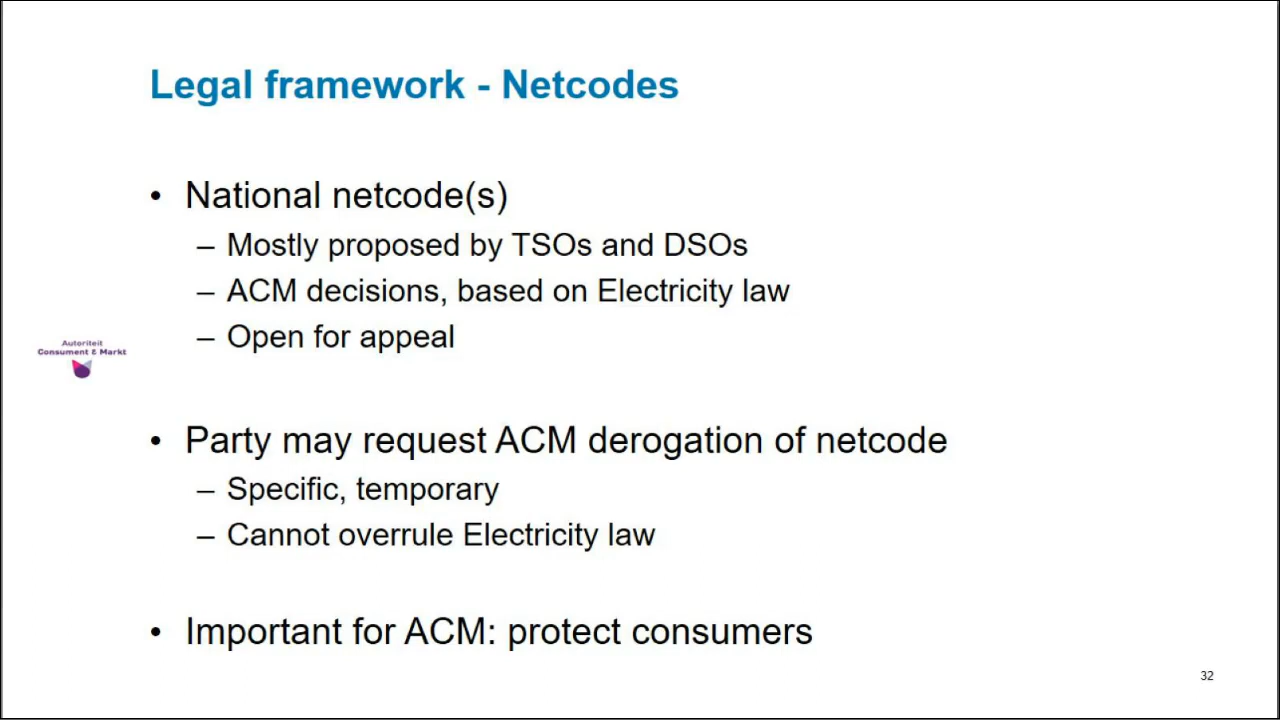 Legal framework - Netcodes
• National netcode(s)
– Mostly proposed by TSOs and DSOs
– ACM decisions, based on Electricity law
– Open for appeal
Autoriteit
Consument & Markt
• Party may request ACM derogation of netcode
– Specific, temporary
– Cannot overrule Electricity law
• Important for ACM: protect consumers
32